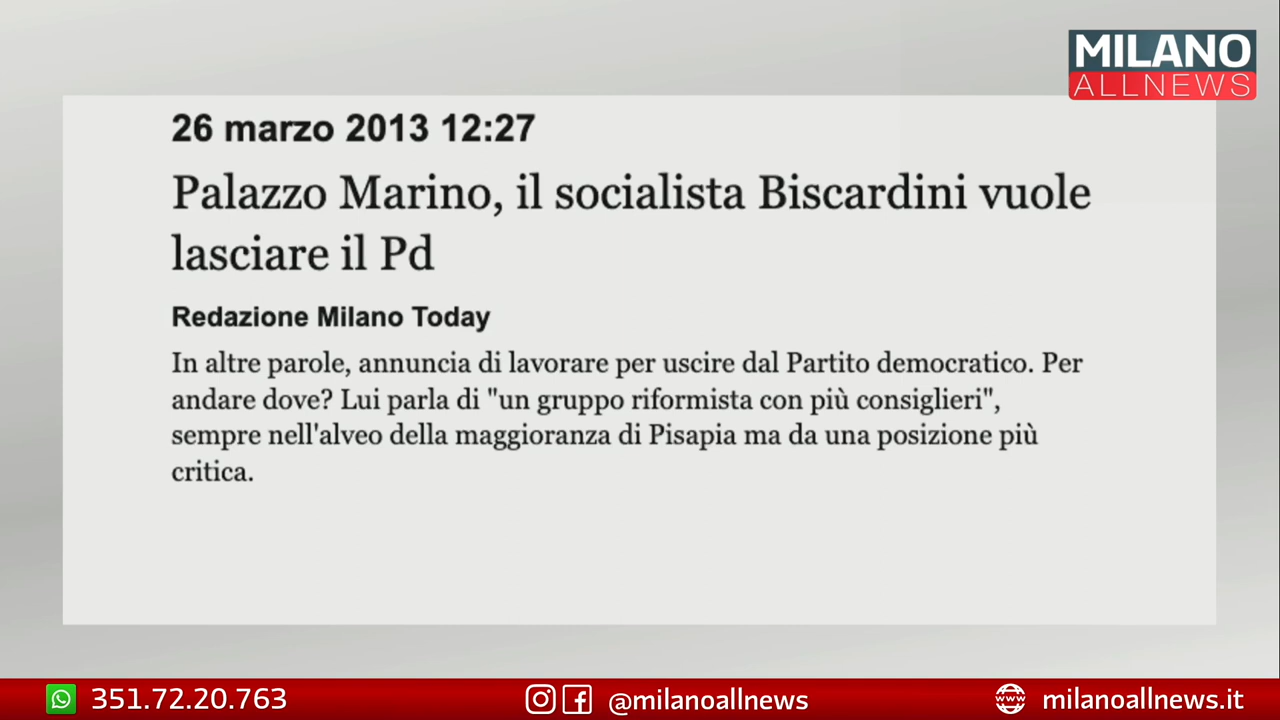 MILANO
ALLNEWS
26 marzo 2013 12:27
Palazzo Marino, il socialista Biscardini vuole
lasciare il Pd
Redazione Milano Today
In altre parole, annuncia di lavorare per uscire dal Partito democratico. Per
andare dove? Lui parla di "un gruppo riformista con più consiglieri",
sempre nell'alveo della maggioranza di Pisapia ma da una posizione più
critica.
351.72.20.763
@milanoallnews
milanoallnews.it